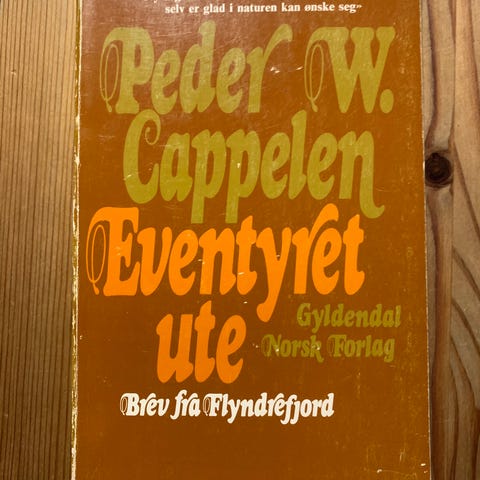 selv er glad i naturen kan ønske seg»
Peder W.
Cappelen
Eventyret
ute
Gyldendal
Norsk Forlag
Brev fra Flyndrefjord